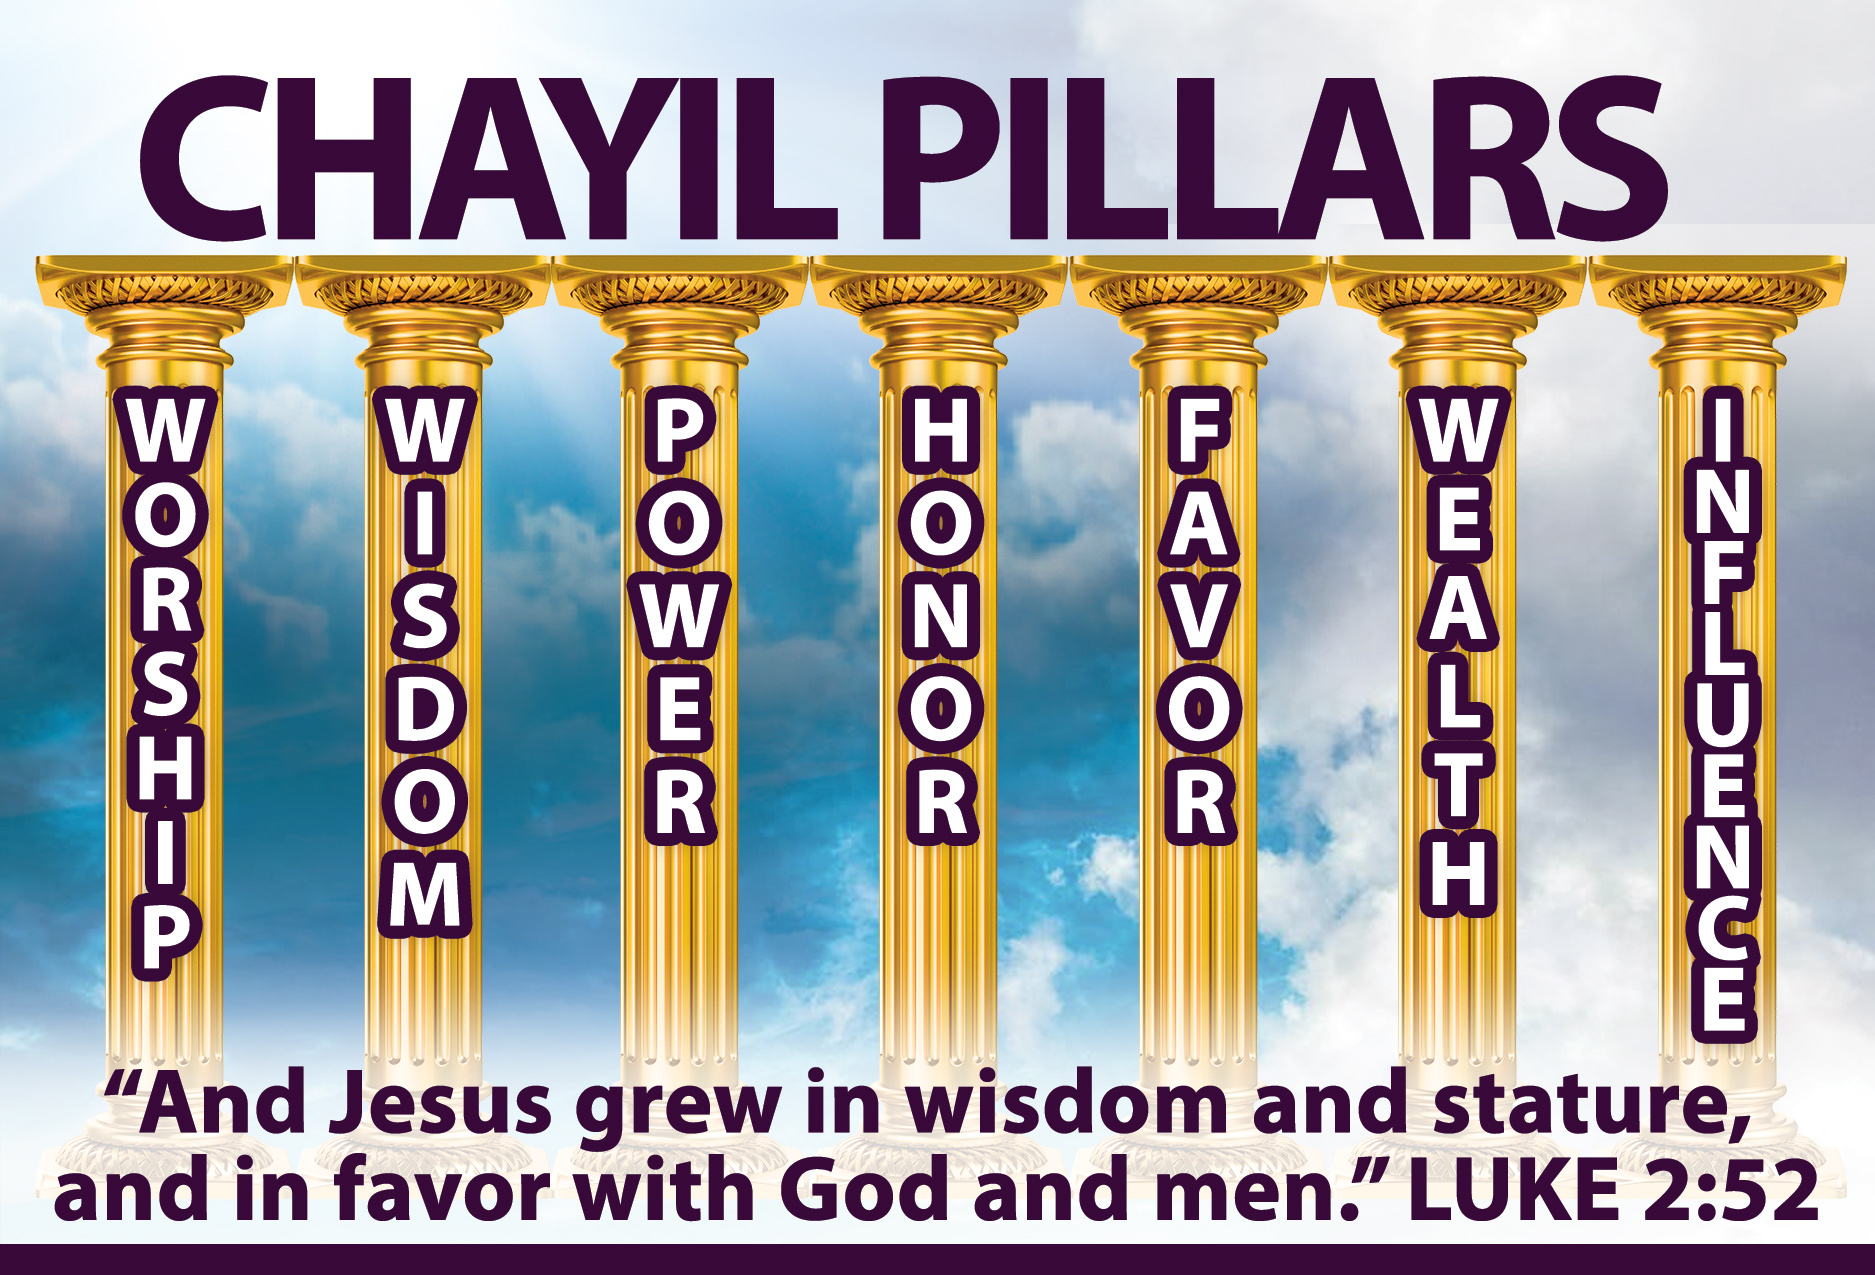 CHAYIL PILLARS
WORSHIP
WISDOM
POWER
HONOR
FAVOR
WEALTH
INFLUENCE
“And Jesus grew in wisdom and stature,
and in favor with God and men.” LUKE 2:52